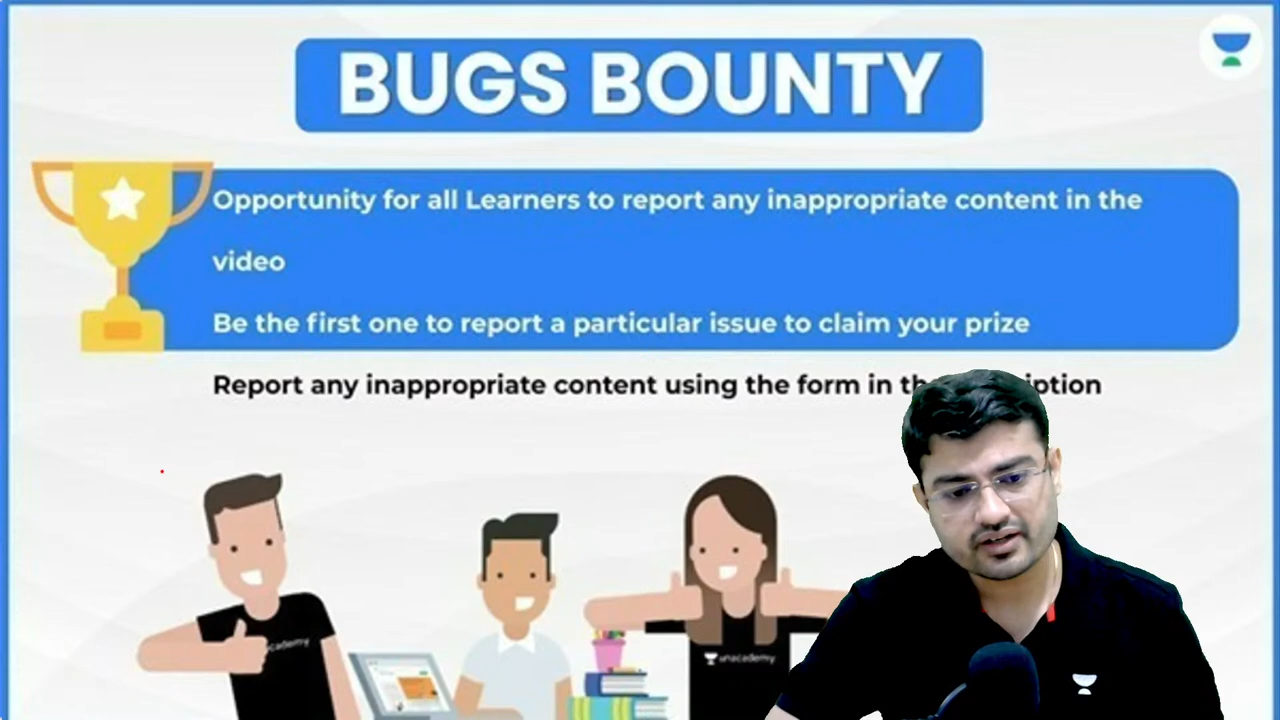 BUGS BOUNTY
Opportunity for all Learners to report any inappropriate content in the
video
Be the first one to report a particular issue to claim your prize
Report any inappropriate content using the form in
unacademy